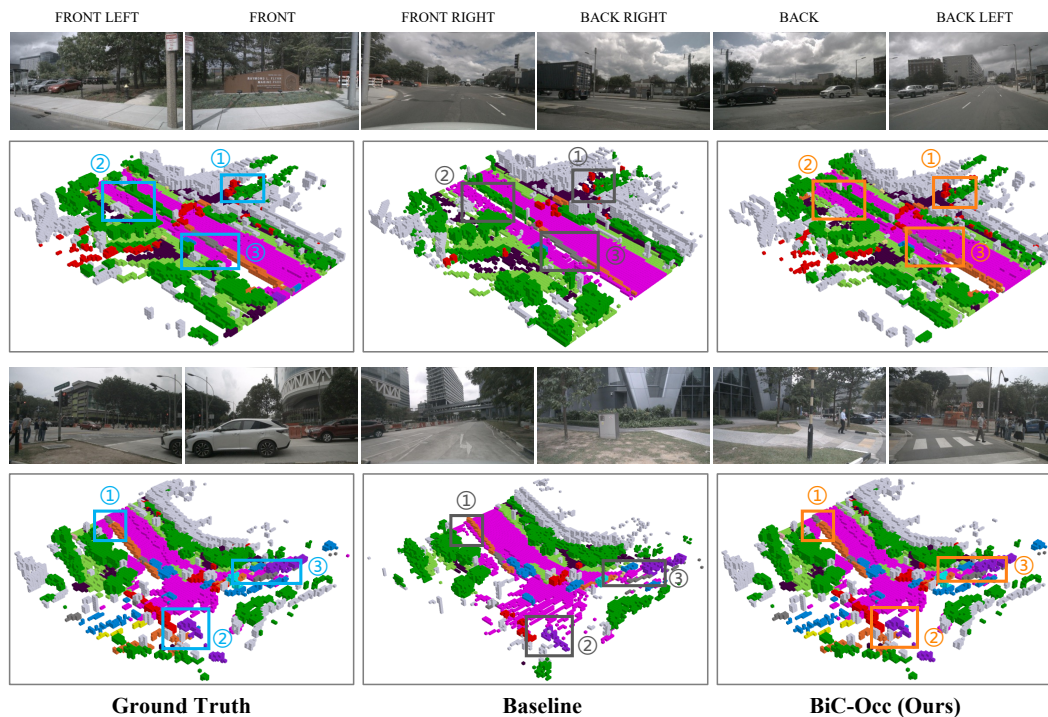 FRONT LEFT
FRONT
FRONT RIGHT
BACK RIGHT
BACK
BACK LEFT
① ②
③
① ②
③
① ②
③
①
③
②
①
③
②
①
③
②
Ground Truth
Baseline
BiC-Occ (Ours)